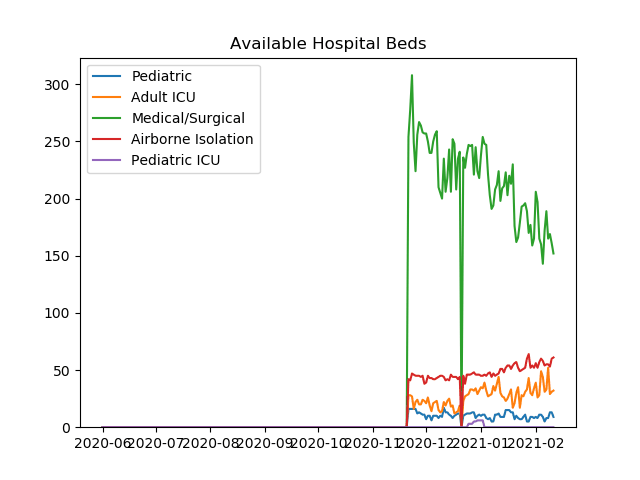 Available Hospital Beds
Pediatric
Adult ICU
Medical/Surgical
Airborne Isolation
Pediatric ICU
300
250
200
150
100
50
0
2020-06 2020-07 2020-08 2020-09 2020-10 2020-11 2020-12 2021-01 2021-02